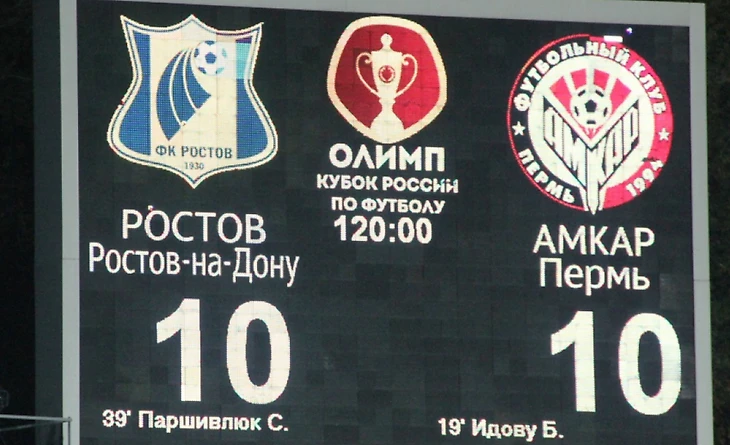 ФК РОСТОВ
1930
ОЛИМП
КУБОК РОССИИ
ПО ФУТБОЛУ
120:00
ФУТБОЛЬНЫЙ КЛУБ
АМКАР
ПЕРМЬ 1994
РОСТОВ
Ростов-на-Дону
АМКАР
Пермь
10
10
39' Паршивлюк С.
19' Идову Б.